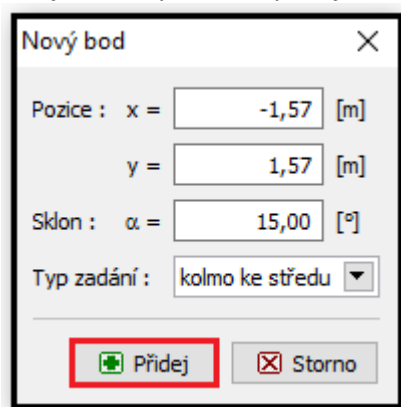 Nový bod
Pozice : x = -1,57 [m]
y = 1,57 [m]
Sklon : α = 15,00 [°]
Typ zadání : kolmo ke středu
Přidej Storno